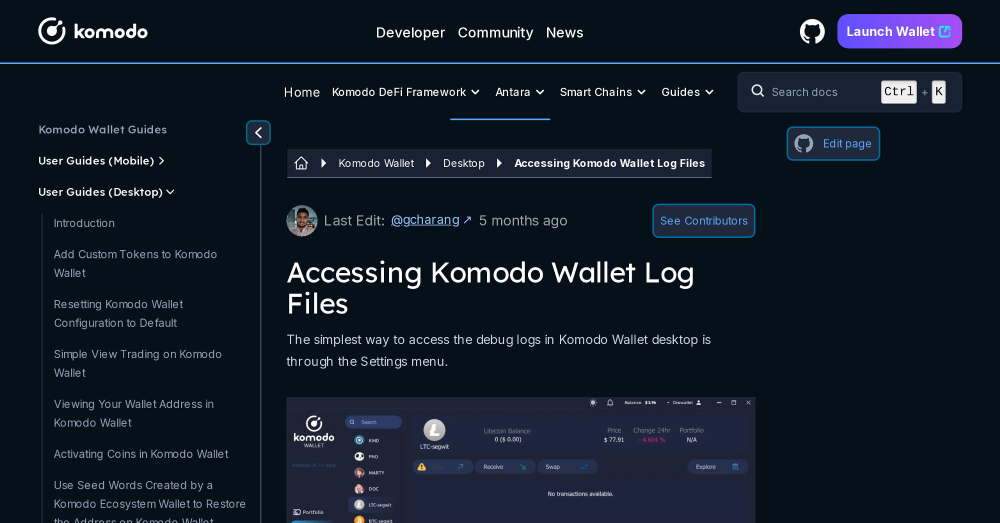 komodo
Developer Community News
Launch Wallet
Home Komodo DeFi Framework Antara Smart Chains Guides
Search docs Ctrl + K
Komodo Wallet Guides
User Guides (Mobile)
User Guides (Desktop)
Introduction
Add Custom Tokens to Komodo
Wallet
Resetting Komodo Wallet
Configuration to Default
Simple View Trading on Komodo
Wallet
Viewing Your Wallet Address in
Komodo Wallet
Activating Coins in Komodo Wallet
Use Seed Words Created by a
Komodo Ecosystem Wallet to Restore
the Address on Komodo Wallet
Edit page
Komodo Wallet Desktop Accessing Komodo Wallet Log Files
Last Edit: @gcharang ↗ 5 months ago
See Contributors
Accessing Komodo Wallet Log
Files
The simplest way to access the debug logs in Komodo Wallet desktop is
through the Settings menu.
Balance $3.96
komodo
WALLET
Portfolio
Search
KMD
PND
MARTY
DOC
LTC-segwit
BTC-segwit
LTC-segwit
Litecoin Balance
0 ($ 0.00)
Price
$ 77.91
Change 24hr
Portfolio
N/A
Receive
Swap
Explore
No transactions available.